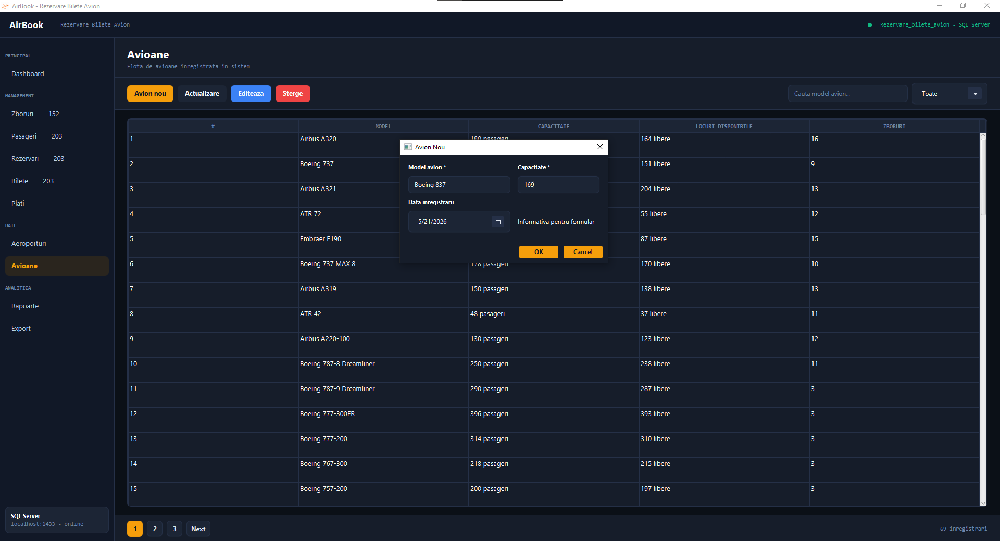 AirBook - Rezervare Bilete Avion
AirBook
Rezervare Bilete Avion
Rezervare_bilete_avion - SQL Server
PRINCIPAL
Dashboard
MANAGEMENT
Zboruri 152
Pasageri 203
Rezervari 203
Bilete 203
Plati
DATE
Aeroporturi
Avioane
ANALITICA
Rapoarte
Export
SQL Server
localhost:1433 - online
Avioane
Flota de avioane inregistrata in sistem
Avion nou Actualizare Editeaza Sterge
Cauta model avion... Toate
# MODEL CAPACITATE LOCURI DISPONIBILE ZBORURI
1 Airbus A320 180 pasageri 164 libere 16
2 Boeing 737 151 libere 9
3 Airbus A321 204 libere 13
4 ATR 72 55 libere 12
5 Embraer E190 87 libere 15
6 Boeing 737 MAX 8 178 pasageri 170 libere 10
7 Airbus A319 150 pasageri 138 libere 13
8 ATR 42 48 pasageri 37 libere 11
9 Airbus A220-100 130 pasageri 123 libere 12
10 Boeing 787-8 Dreamliner 250 pasageri 238 libere 11
11 Boeing 787-9 Dreamliner 290 pasageri 287 libere 3
12 Boeing 777-300ER 396 pasageri 393 libere 3
13 Boeing 777-200 314 pasageri 310 libere 3
14 Boeing 767-300 218 pasageri 215 libere 3
15 Boeing 757-200 200 pasageri 197 libere 3
Avion Nou
Model avion * Capacitate *
Boeing 837 169
Data inregistrarii
5/21/2026 Informativa pentru formular
OK Cancel
1 2 3 Next
69 inregistrari